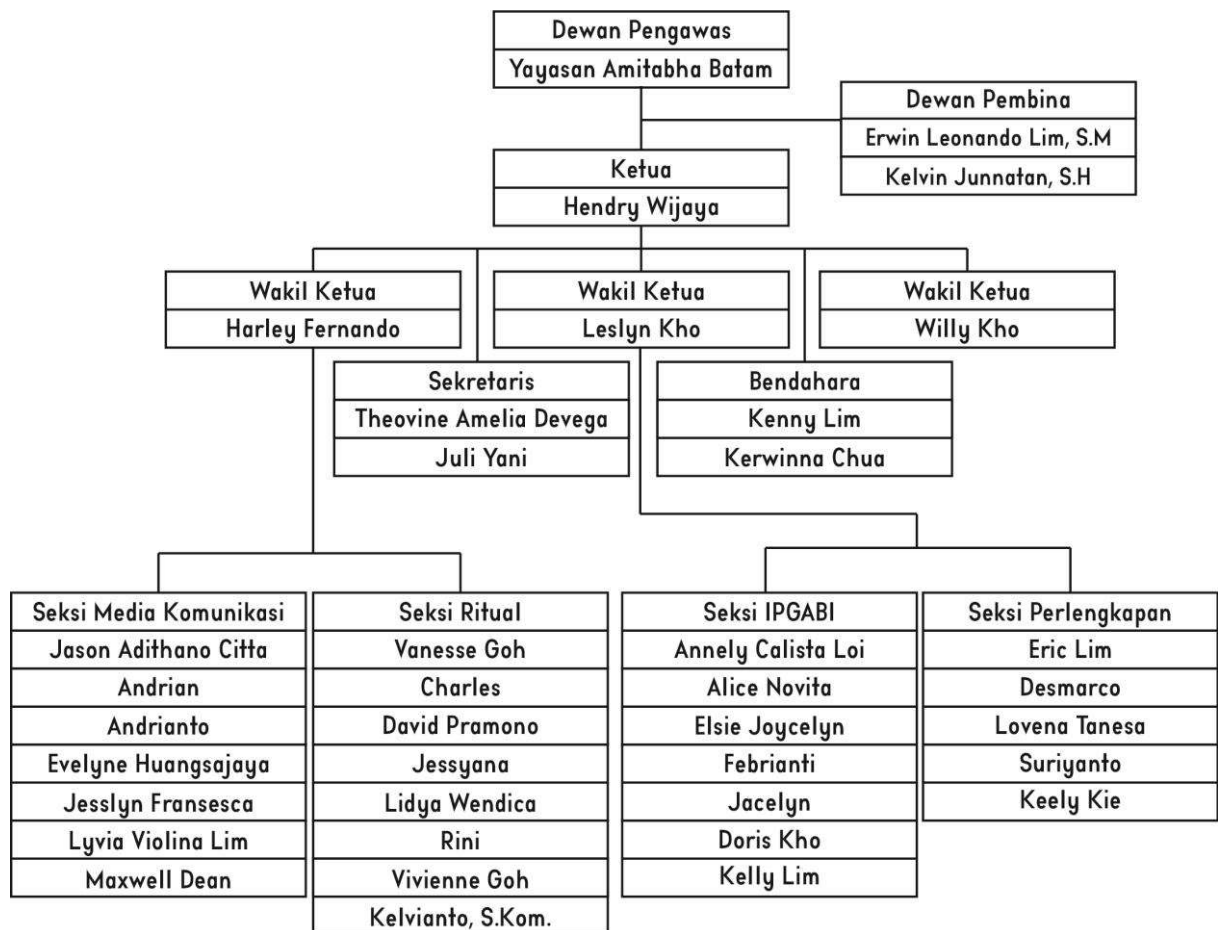 Dewan Pengawas
Yayasan Amitabha Batam
Dewan Pembina
Erwin Leonando Lim, S.M
Kelvin Junnatan, S.H
Ketua
Hendry Wijaya
Wakil Ketua
Harley Fernando
Wakil Ketua
Leslyn Kho
Wakil Ketua
Willy Kho
Sekretaris
Theovine Amelia Devega
Juli Yani
Bendahara
Kenny Lim
Kerwinna Chua
Seksi Media Komunikasi
Jason Adithano Citta
Andrian
Andrianto
Evelyne Huangsajaya
Jesslyn Fransesca
Lyvia Violina Lim
Maxwell Dean
Seksi Ritual
Vanesse Goh
Charles
David Pramono
Jessyana
Lidya Wendica
Rini
Vivienne Goh
Kelvianto, S.Kom.
Seksi IPGABI
Annely Calista Loi
Alice Novita
Elsie Joycelyn
Febrianti
Jacelyn
Doris Kho
Kelly Lim
Seksi Perlengkapan
Eric Lim
Desmarco
Lovena Tanesa
Suriyanto
Keely Kie